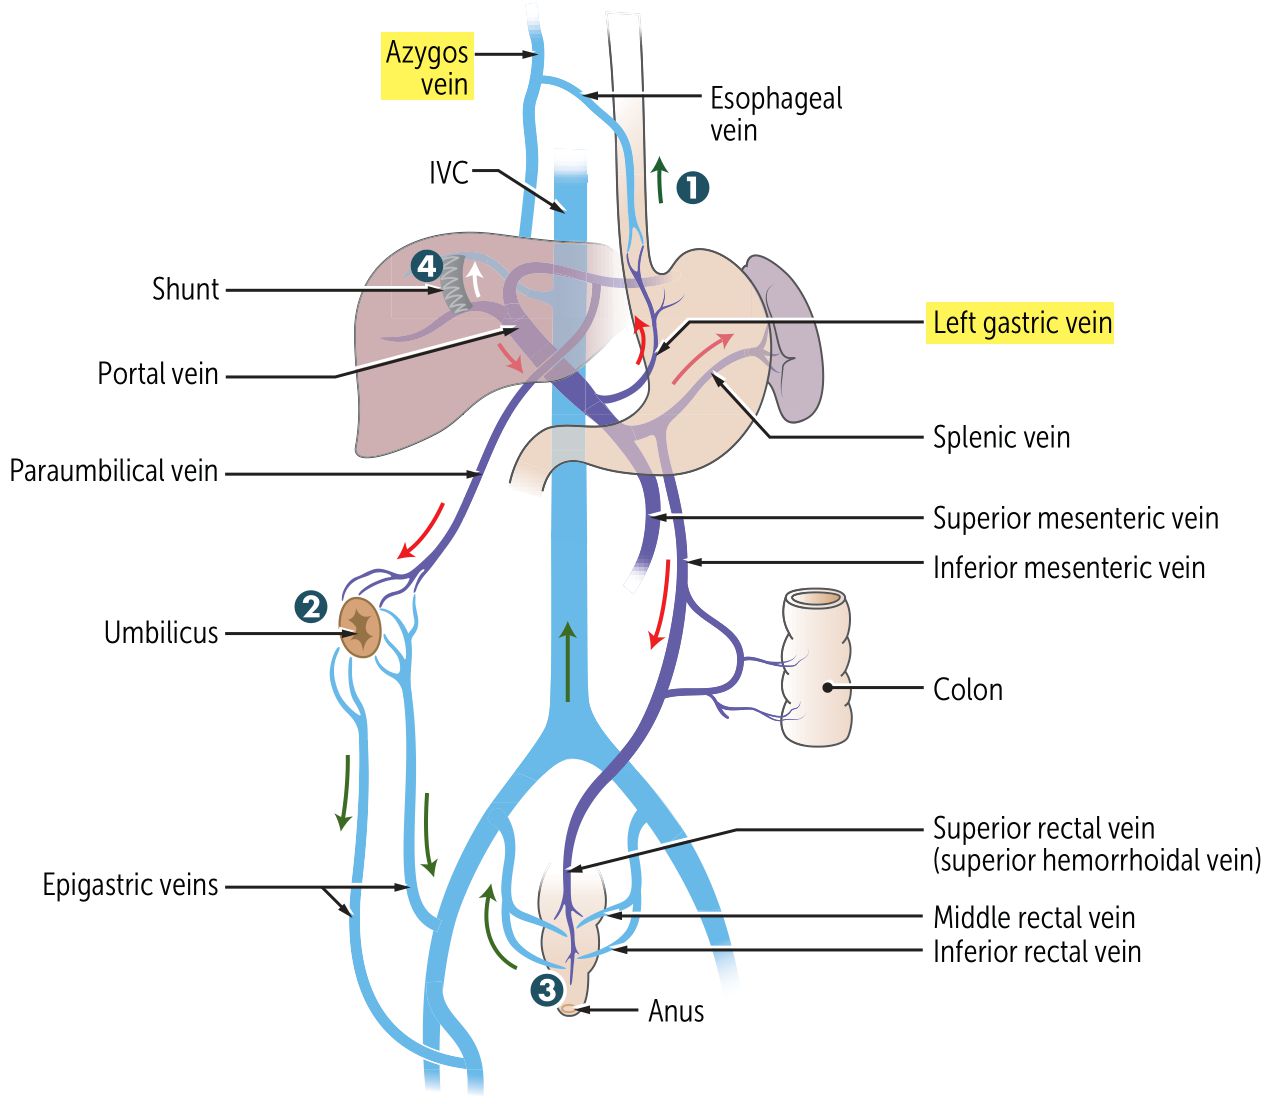 Azygos
vein
Esophageal
vein
IVC
1
4
Shunt
Left gastric vein
Portal vein
Splenic vein
Paraumbilical vein
Superior mesenteric vein
Inferior mesenteric vein
2
Umbilicus
Colon
Superior rectal vein
(superior hemorrhoidal vein)
Epigastric veins
Middle rectal vein
Inferior rectal vein
3
Anus